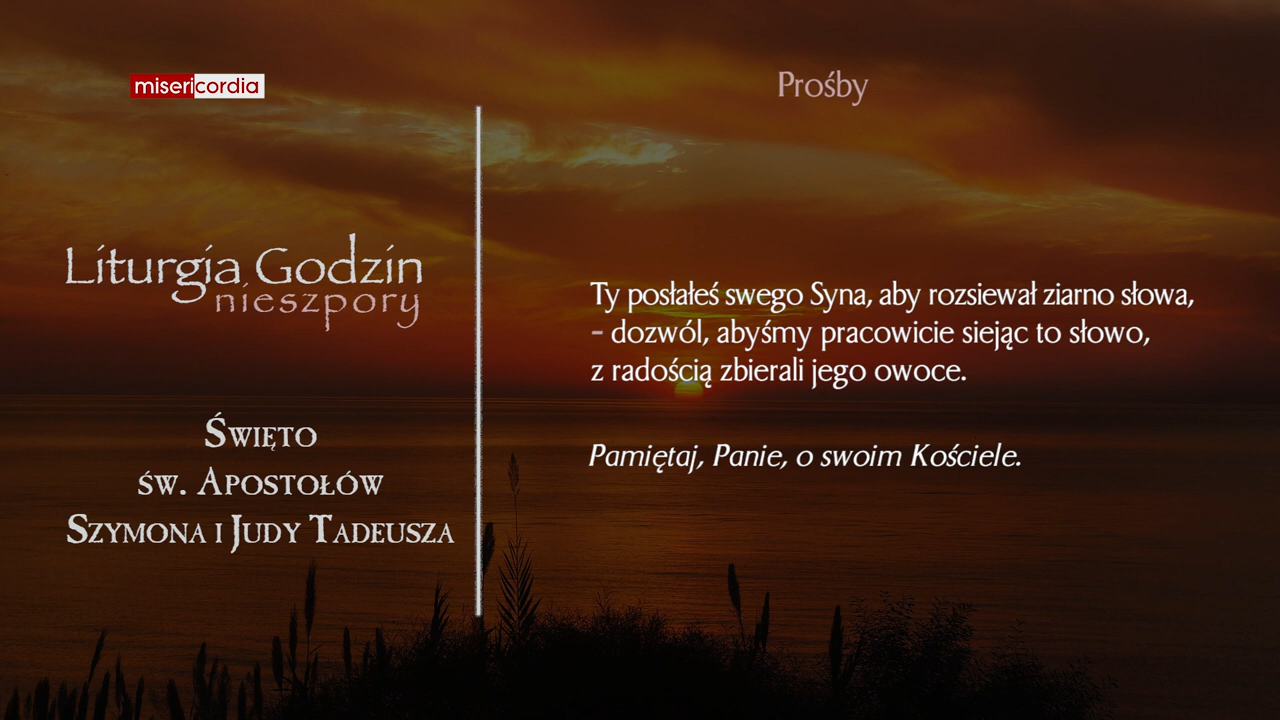 misericordia
Prośby
Liturgia Godzin
nieszpory
Święto
św. Apostołów
Szymona i Judy Tadeusza
Ty posłałeś swego Syna, aby rozsiewał ziarno słowa,
- dozwól, abyśmy pracowicie siejąc to słowo,
z radością zbierali jego owoce.
Pamiętaj, Panie, o swoim Kościele.